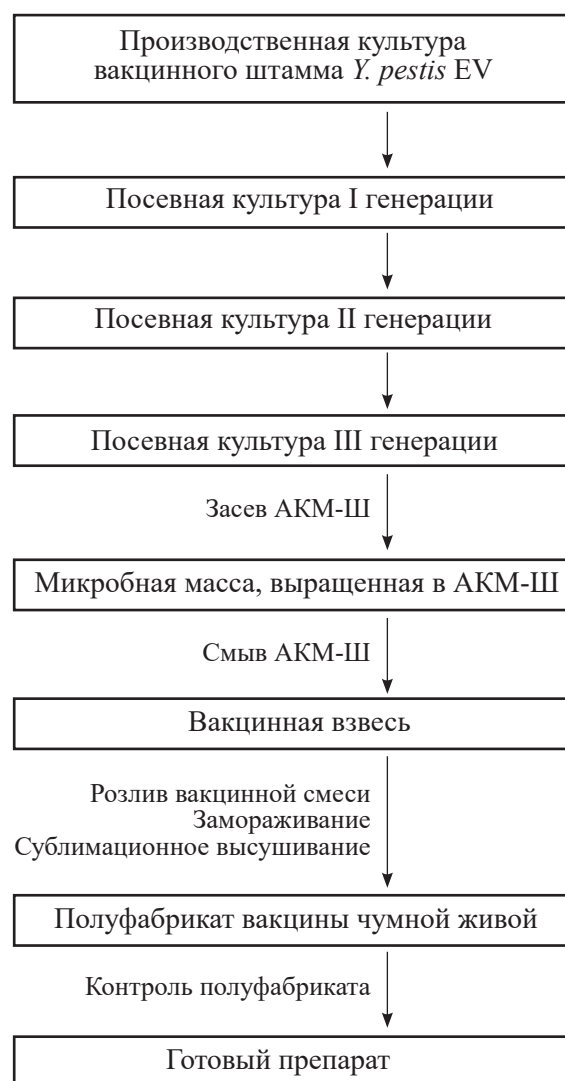 Производственная культура
вакцинного штамма Y. pestis EV
Посевная культура I генерации
Посевная культура II генерации
Посевная культура III генерации
Засев АКМ-Ш
Микробная масса, выращенная в АКМ-Ш
Смыв АКМ-Ш
Вакцинная взвесь
Розлив вакцинной смеси
Замораживание
Сублимационное высушивание
Полуфабрикат вакцины чумной живой
Контроль полуфабриката
Готовый препарат